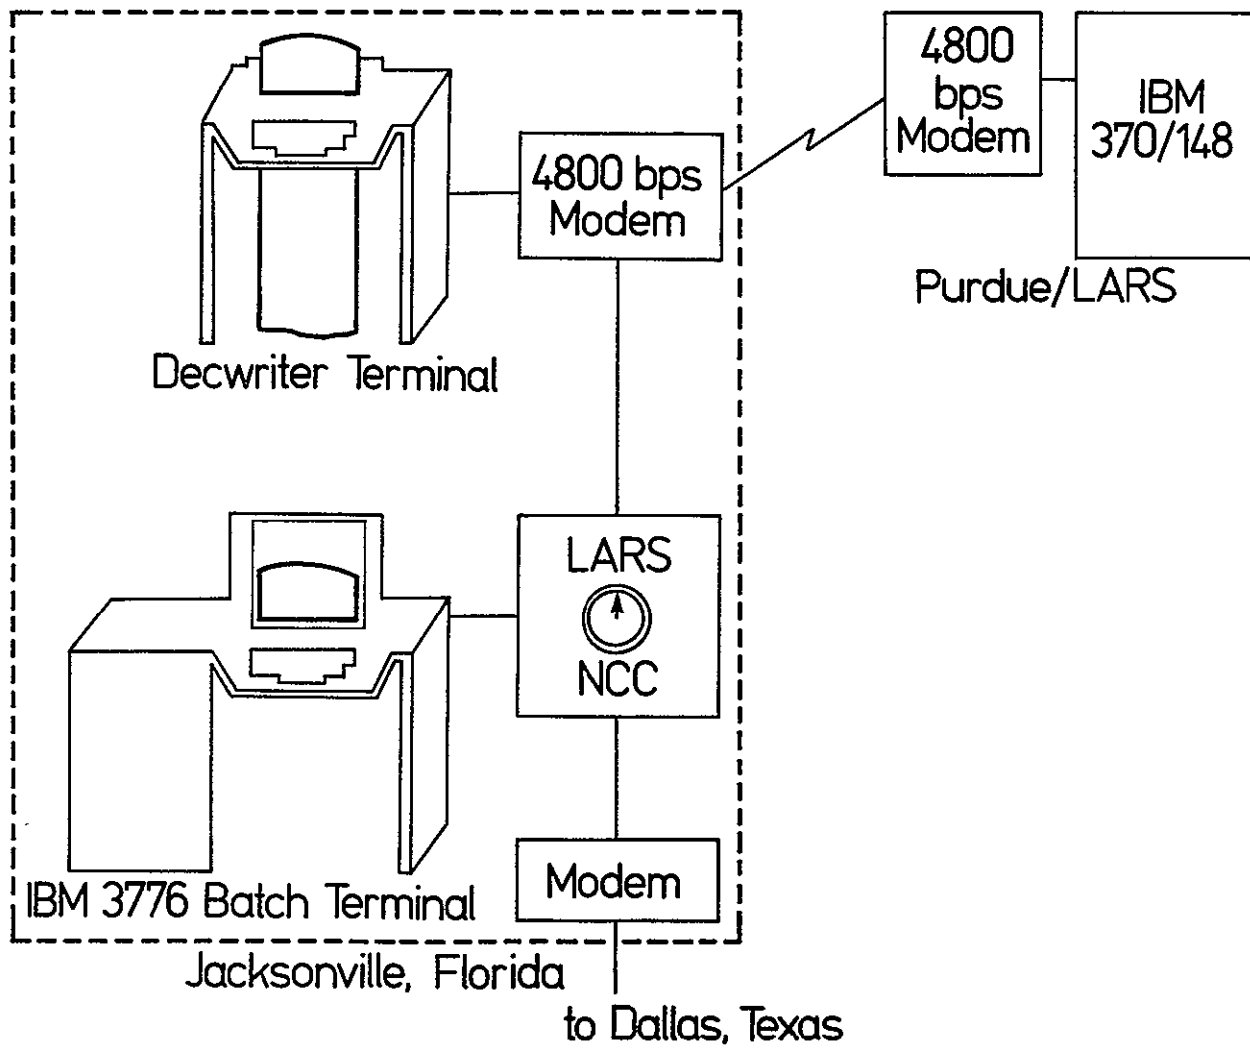 4800
bps
Modem
IBM
370/148
Purdue/LARS
4800 bps
Modem
Decwriter Terminal
LARS
NCC
Modem
IBM 3776 Batch Terminal
Jacksonville, Florida
to Dallas, Texas